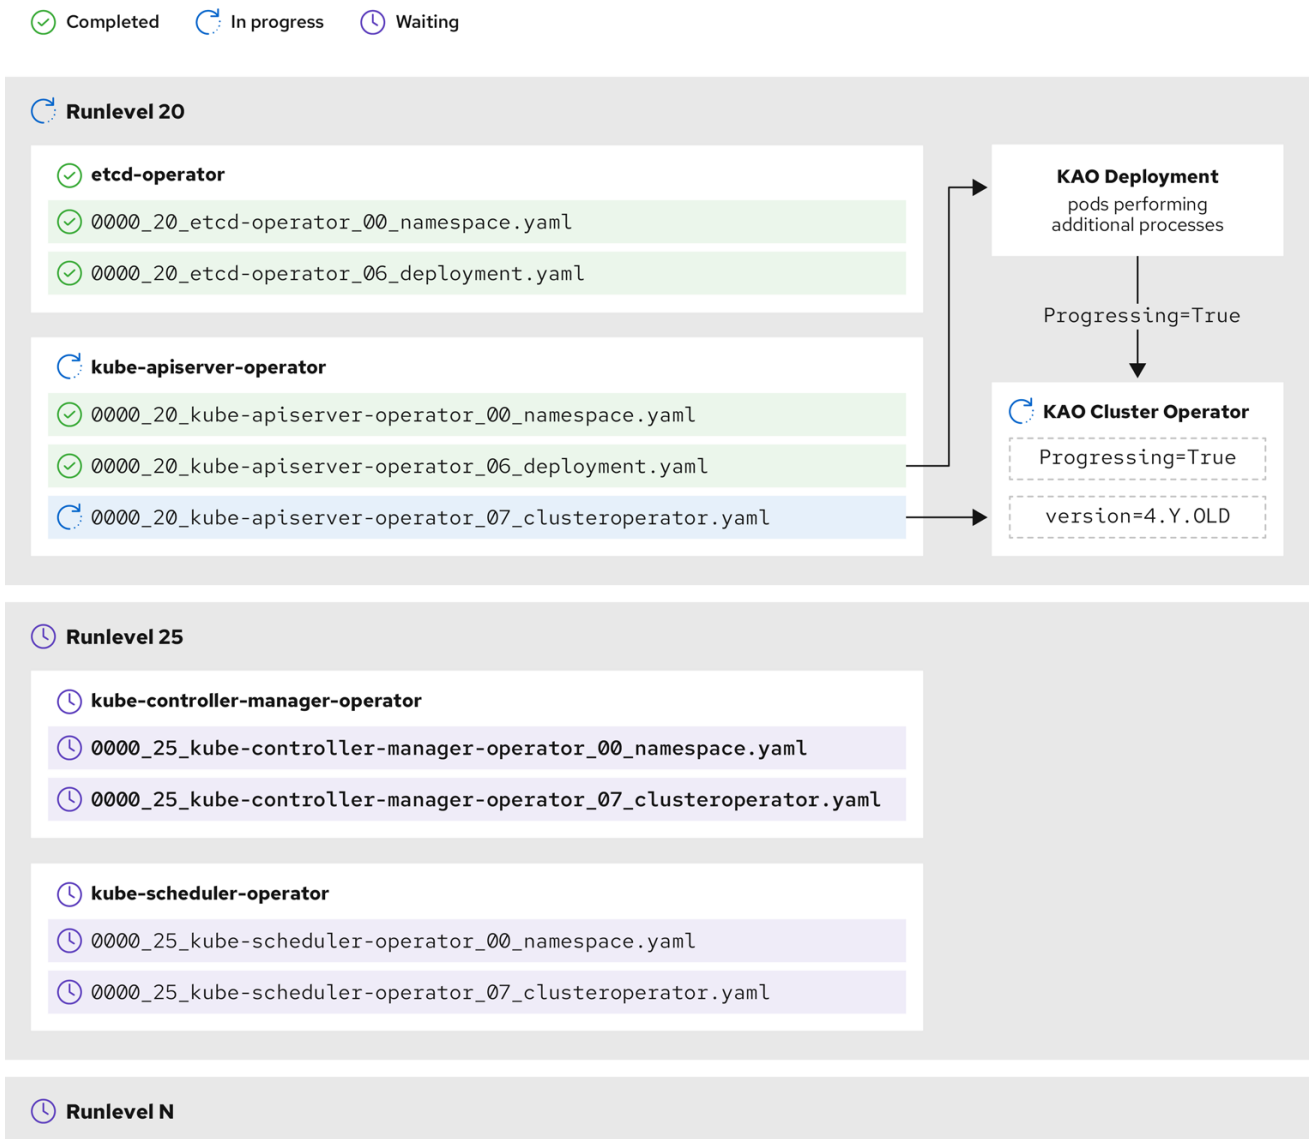 Completed
In progress
Waiting
Runlevel 20
etcd-operator
0000_20_etcd-operator_00_namespace.yaml
0000_20_etcd-operator_06_deployment.yaml
kube-apiserver-operator
0000_20_kube-apiserver-operator_00_namespace.yaml
0000_20_kube-apiserver-operator_06_deployment.yaml
0000_20_kube-apiserver-operator_07_clusteroperator.yaml
KAO Deployment
pods performing
additional processes
Progressing=True
KAO Cluster Operator
Progressing=True
version=4.Y.OLD
Runlevel 25
kube-controller-manager-operator
0000_25_kube-controller-manager-operator_00_namespace.yaml
0000_25_kube-controller-manager-operator_07_clusteroperator.yaml
kube-scheduler-operator
0000_25_kube-scheduler-operator_00_namespace.yaml
0000_25_kube-scheduler-operator_07_clusteroperator.yaml
Runlevel N